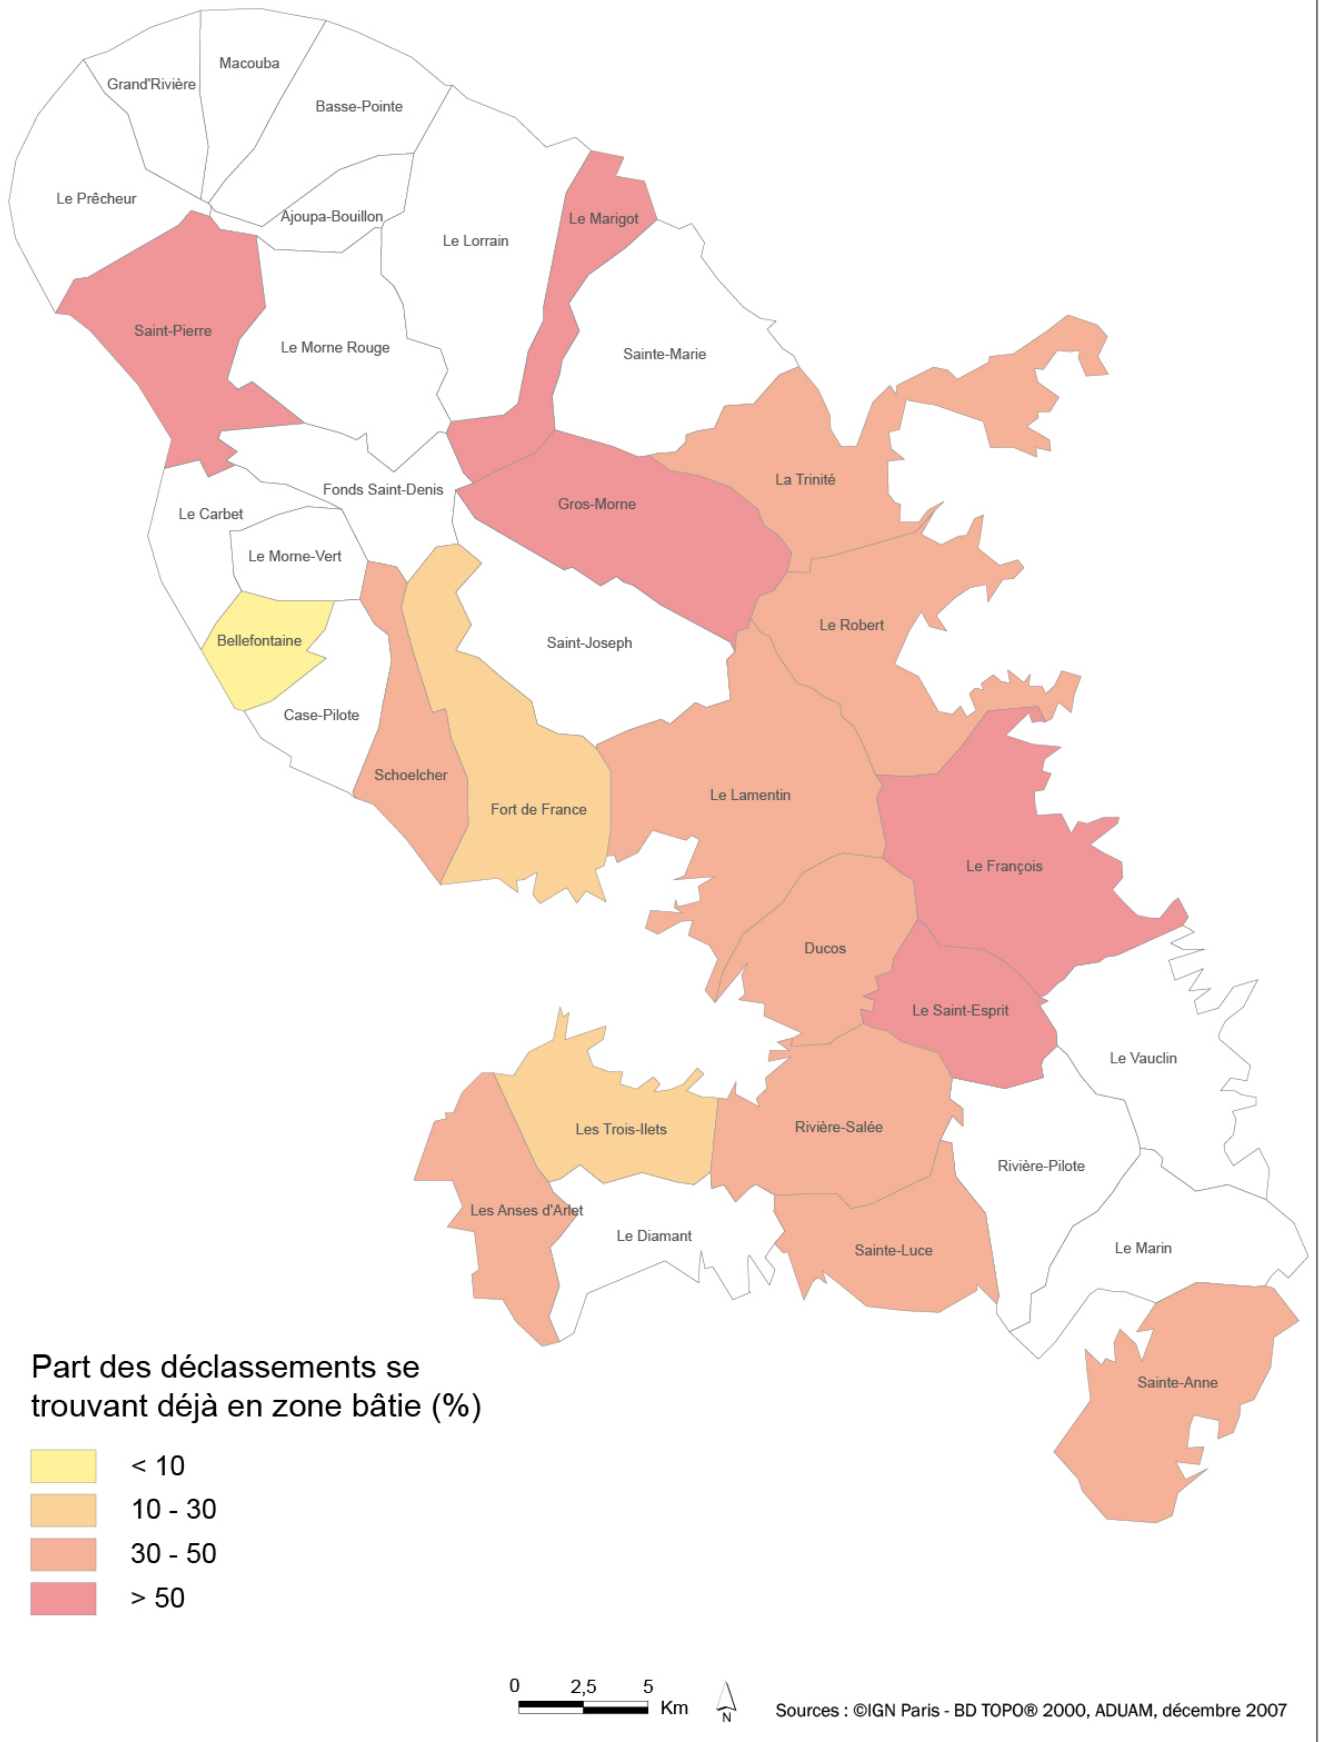 Macouba
Grand'Rivière
Basse-Pointe
Le Prêcheur
Ajoupa-Bouillon
Le Marigot
Le Lorrain
Saint-Pierre
Le Morne Rouge
Sainte-Marie
La Trinité
Fonds Saint-Denis
Gros-Morne
Le Carbet
Le Morne-Vert
Le Robert
Bellefontaine
Saint-Joseph
Case-Pilote
Schoelcher
Le Lamentin
Fort de France
Le François
Ducos
Le Saint-Esprit
Le Vauclin
Les Trois-Ilets
Rivière-Salée
Rivière-Pilote
Les Anses d'Arlet
Le Diamant
Le Marin
Sainte-Luce
Sainte-Anne
Part des déclassements se
trouvant déjà en zone bâtie (%)
< 10
10 - 30
30 - 50
> 50
0 2,5 5
Km
N
Sources : ©IGN Paris - BD TOPO® 2000, ADUAM, décembre 2007